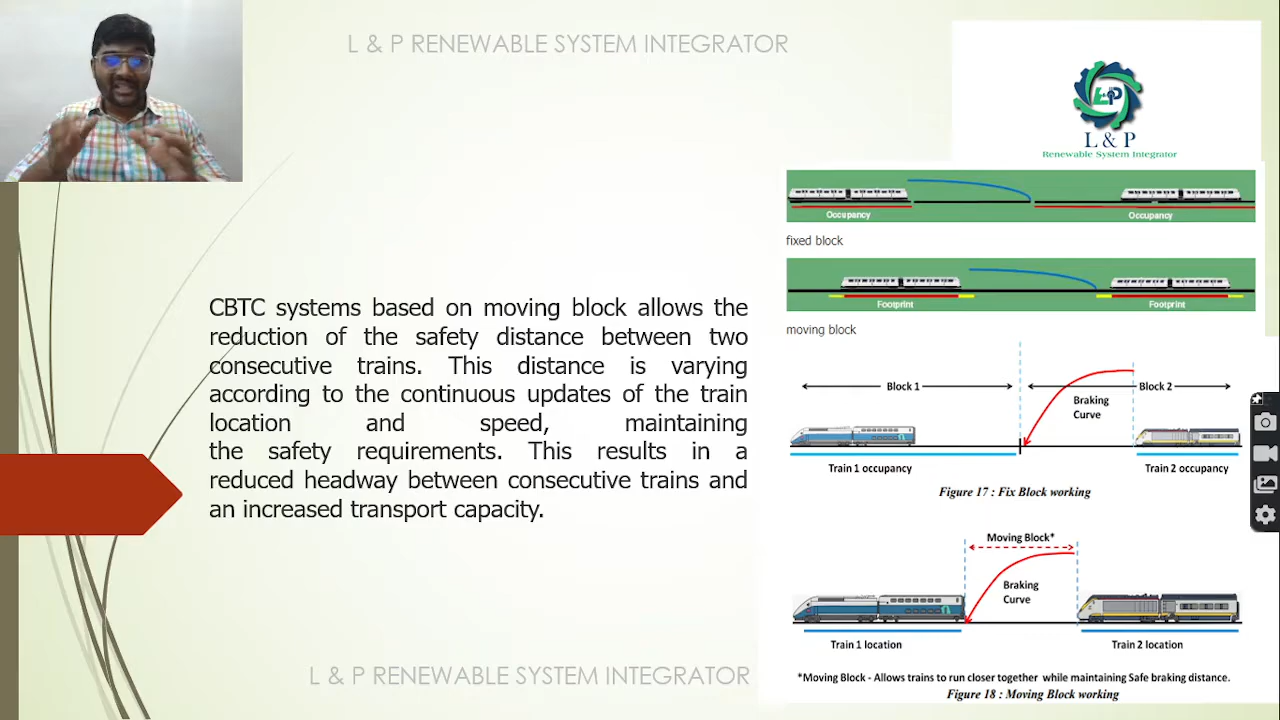 L & P RENEWABLE SYSTEM INTEGRATOR
L & P
Renewable System Integrator
CBTC systems based on moving block allows the
reduction of the safety distance between two
consecutive trains. This distance is varying
according to the continuous updates of the train
location and speed, maintaining
the safety requirements. This results in a
reduced headway between consecutive trains and
an increased transport capacity.
Occupancy
Occupancy
fixed block
Footprint
Footprint
moving block
Block 1
Block 2
Braking
Curve
Train 1 occupancy
Train 2 occupancy
Figure 17 : Fix Block working
Moving Block*
Braking
Curve
Train 1 location
Train 2 location
*Moving Block - Allows trains to run closer together while maintaining Safe braking distance.
Figure 18 : Moving Block working
L & P RENEWABLE SYSTEM INTEGRATOR